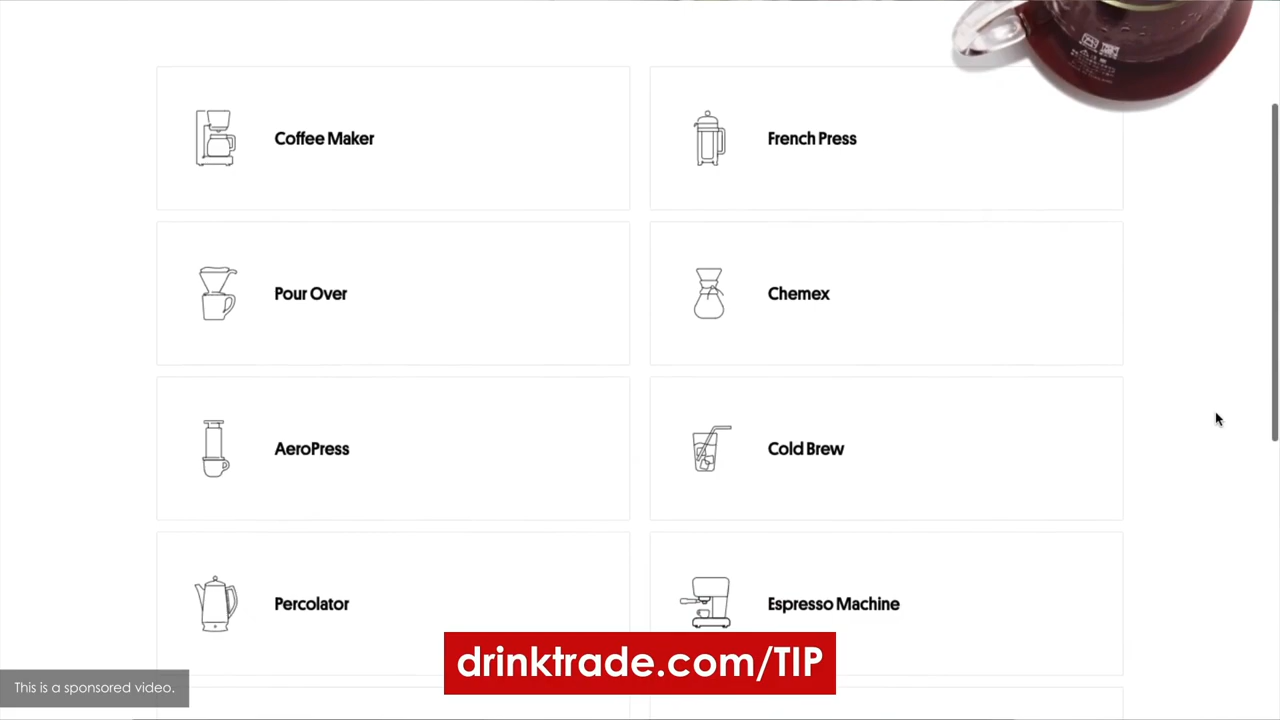 Coffee Maker
French Press
Pour Over
Chemex
AeroPress
Cold Brew
Percolator
Espresso Machine
drinktrade.com/TIP
This is a sponsored video.